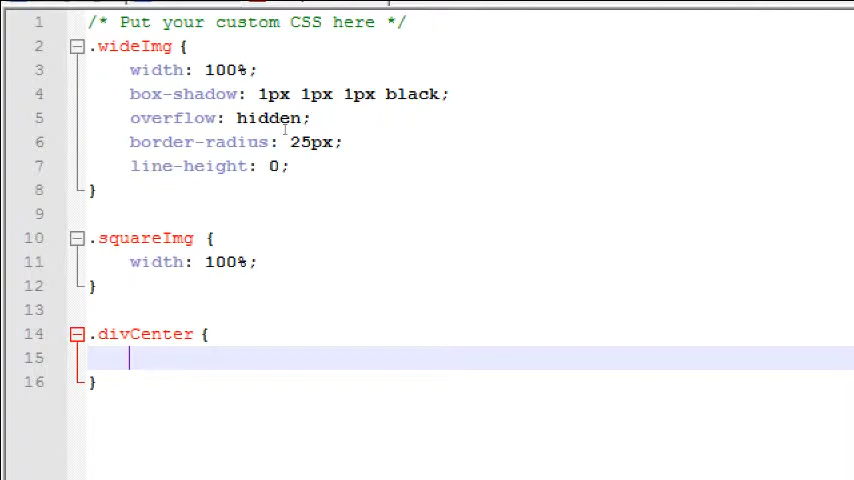 1 /* Put your custom CSS here */
2 .wideImg {
3 width: 100%;
4 box-shadow: 1px 1px 1px black;
5 overflow: hidden;
6 border-radius: 25px;
7 line-height: 0;
8 }
9
10 .squareImg {
11 width: 100%;
12 }
13
14 .divCenter {
15
16 }